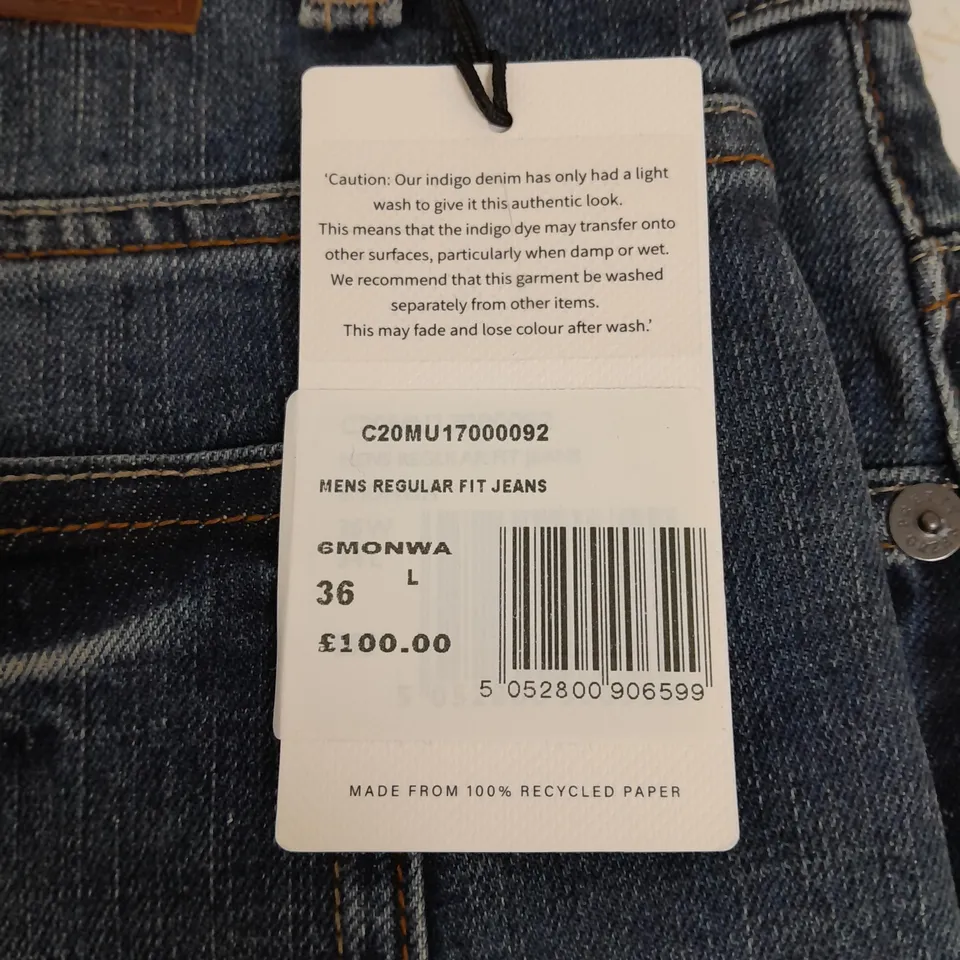 'Caution: Our indigo denim has only had a light
wash to give it this authentic look.
This means that the indigo dye may transfer onto
other surfaces, particularly when damp or wet.
We recommend that this garment be washed
separately from other items.
This may fade and lose colour after wash.'
C20MU17000092
MENS REGULAR FIT JEANS
6MONWA
36 L
£100.00
5 052800 906599
MADE FROM 100% RECYCLED PAPER